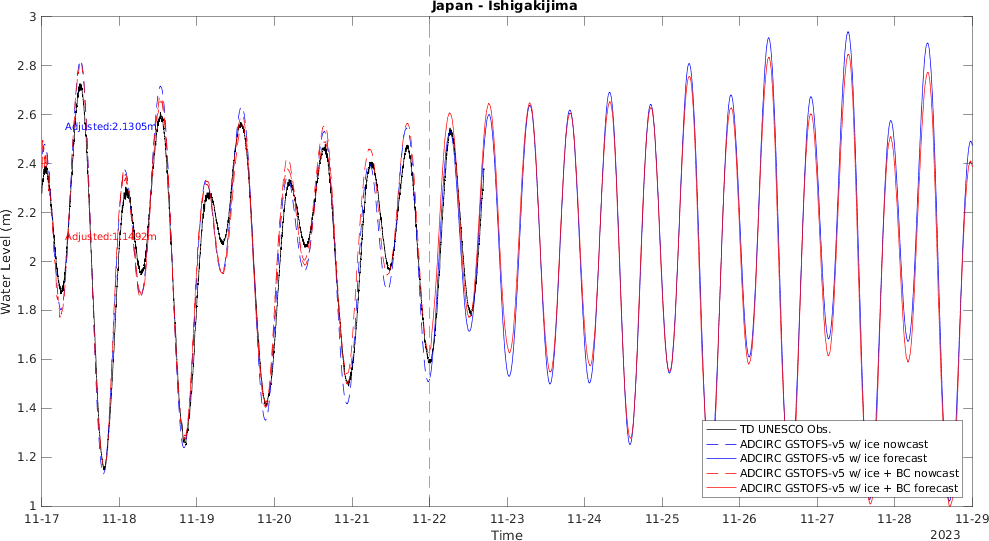 Japan - Ishigakijima
3
2.8
2.6
2.4
2.2
2
1.8
1.6
1.4
1.2
1
Water Level (m)
Adjusted:2.1305m
Adjusted:1.1492m
TD UNESCO Obs.
ADCIRC GSTOFS-v5 w/ ice nowcast
ADCIRC GSTOFS-v5 w/ ice forecast
ADCIRC GSTOFS-v5 w/ ice + BC nowcast
ADCIRC GSTOFS-v5 w/ ice + BC forecast
11-17 11-18 11-19 11-20 11-21 11-22 11-23 11-24 11-25 11-26 11-27 11-28 11-29
Time
2023